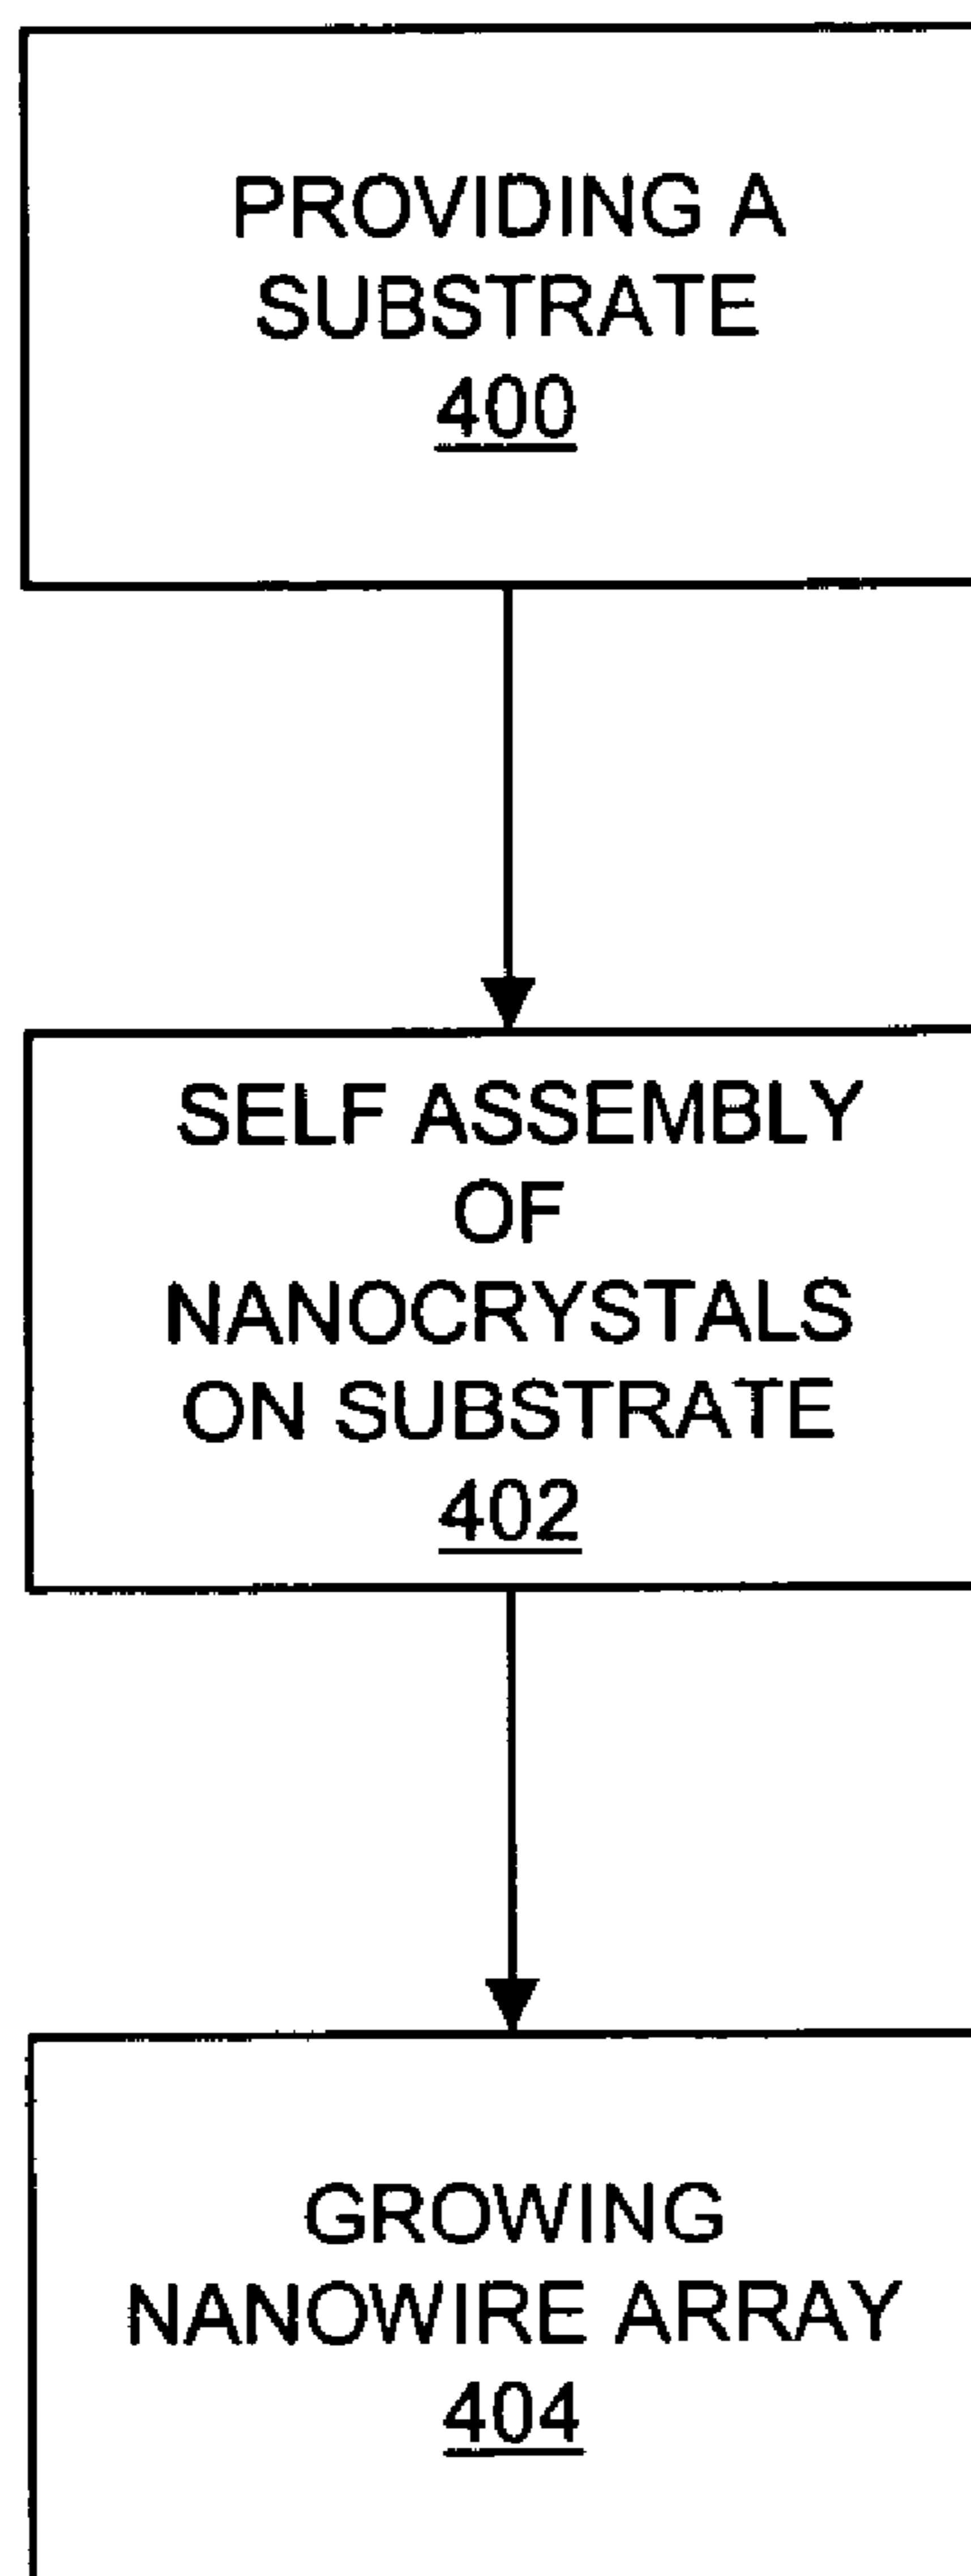 PROVIDING A
SUBSTRATE
400
SELF ASSEMBLY
OF
NANOCRYSTALS
ON SUBSTRATE
402
GROWING
NANOWIRE ARRAY
404